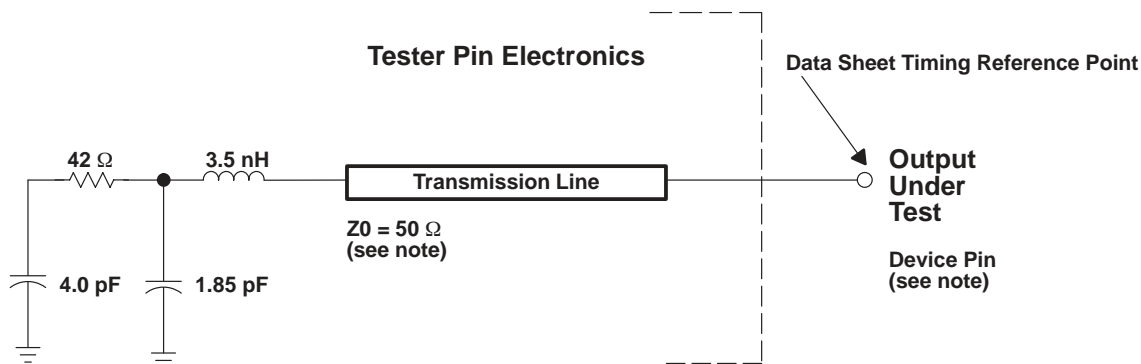 Tester Pin Electronics
Data Sheet Timing Reference Point
42 Ω
3.5 nH
Transmission Line
Output
Under
Test
Z0 = 50 Ω
(see note)
Device Pin
(see note)
4.0 pF
1.85 pF